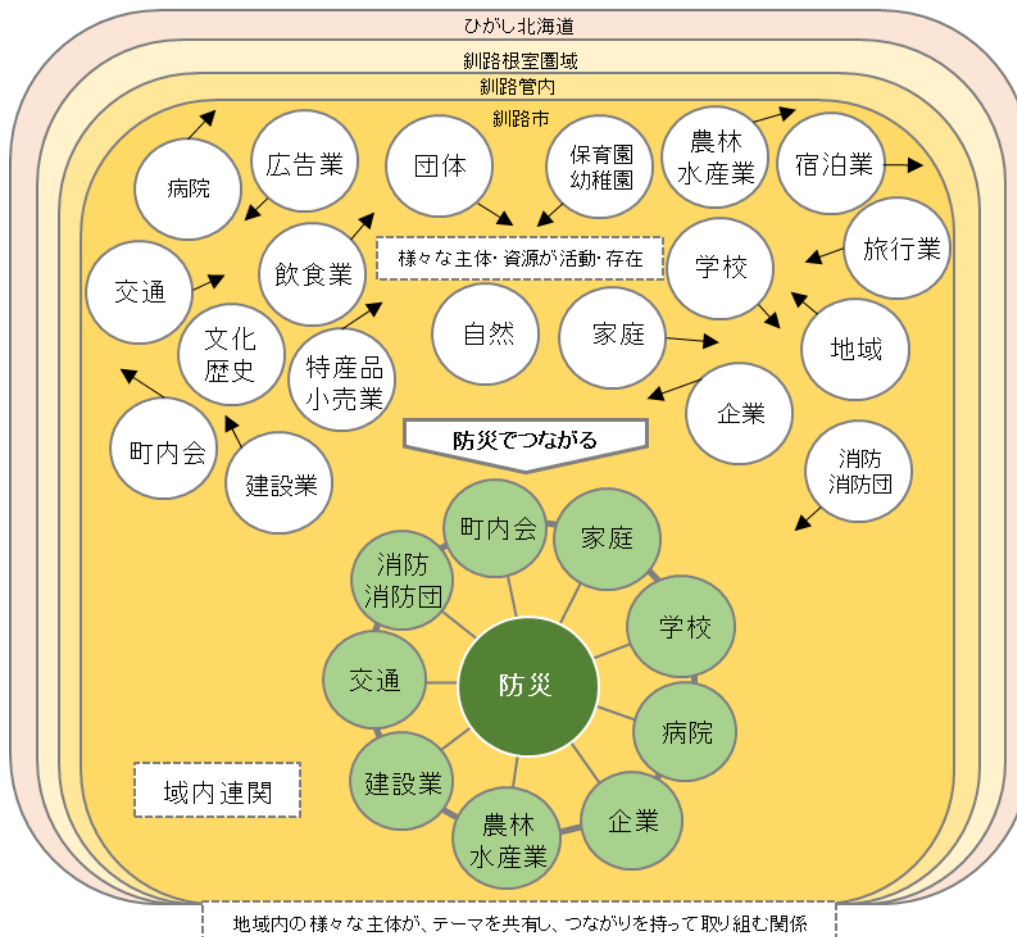 ひがし北海道
釧路根室圏域
釧路管内
釧路市
病院
広告業
団体
保育園
幼稚園
農林
水産業
宿泊業
交通
飲食業
様々な主体・資源が活動・存在
学校
旅行業
文化
歴史
特産品
小売業
自然
家庭
地域
町内会
建設業
企業
消防
消防団
防災でつながる
町内会
家庭
消防
消防団
学校
交通
防災
病院
建設業
農林
水産業
企業
域内連関
地域内の様々な主体が、テーマを共有し、つながりを持って取り組む関係